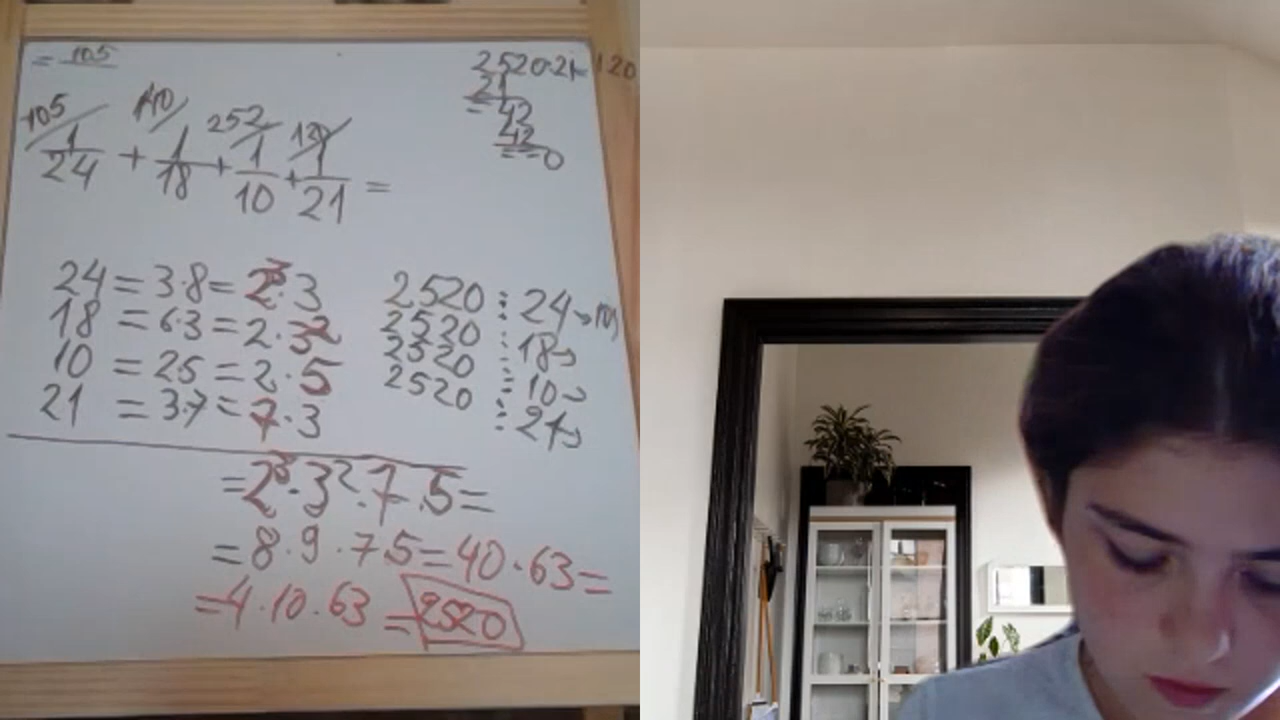 = 105
2520:21=120
21
= 42
42
= = 0
105 140 252 120
1/24 + 1/18 + 1/10 + 1/21 =
24 = 3·8 = 2³·3
18 = 6·3 = 2·3²
10 = 25 = 2·5
21 = 3·7 = 7·3
2520 : 24 → 105
2520 : 18 →
2520 : 10 →
2520 : 21 →
= 2³·3²·7·5 =
= 8·9·7·5 = 40·63 =
= 4·10·63 = 2520